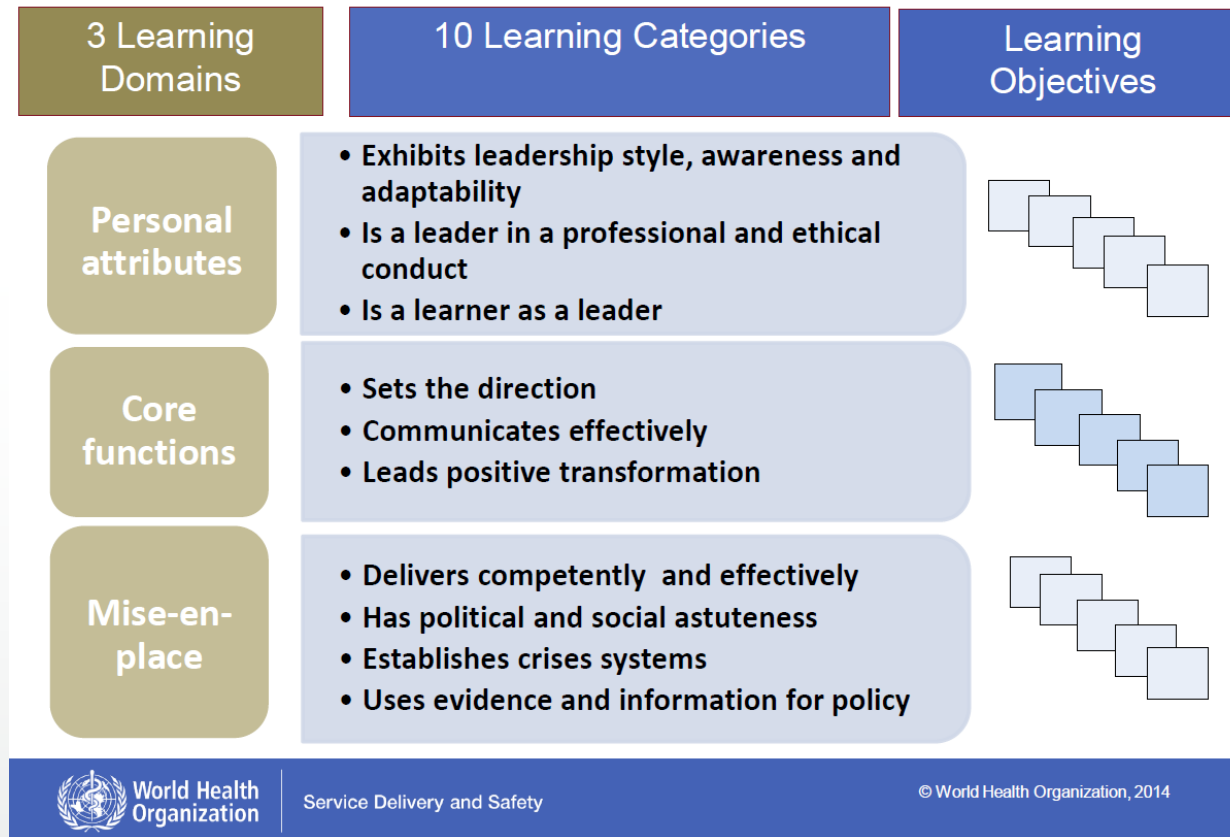 3 Learning
Domains
10 Learning Categories
Learning
Objectives
Personal
attributes
• Exhibits leadership style, awareness and
adaptability
• Is a leader in a professional and ethical
conduct
• Is a learner as a leader
Core
functions
• Sets the direction
• Communicates effectively
• Leads positive transformation
Mise-en-
place
• Delivers competently  and effectively
• Has political and social astuteness
• Establishes crises systems
• Uses evidence and information for policy
World Health
Organization
Service Delivery and Safety
© World Health Organization, 2014